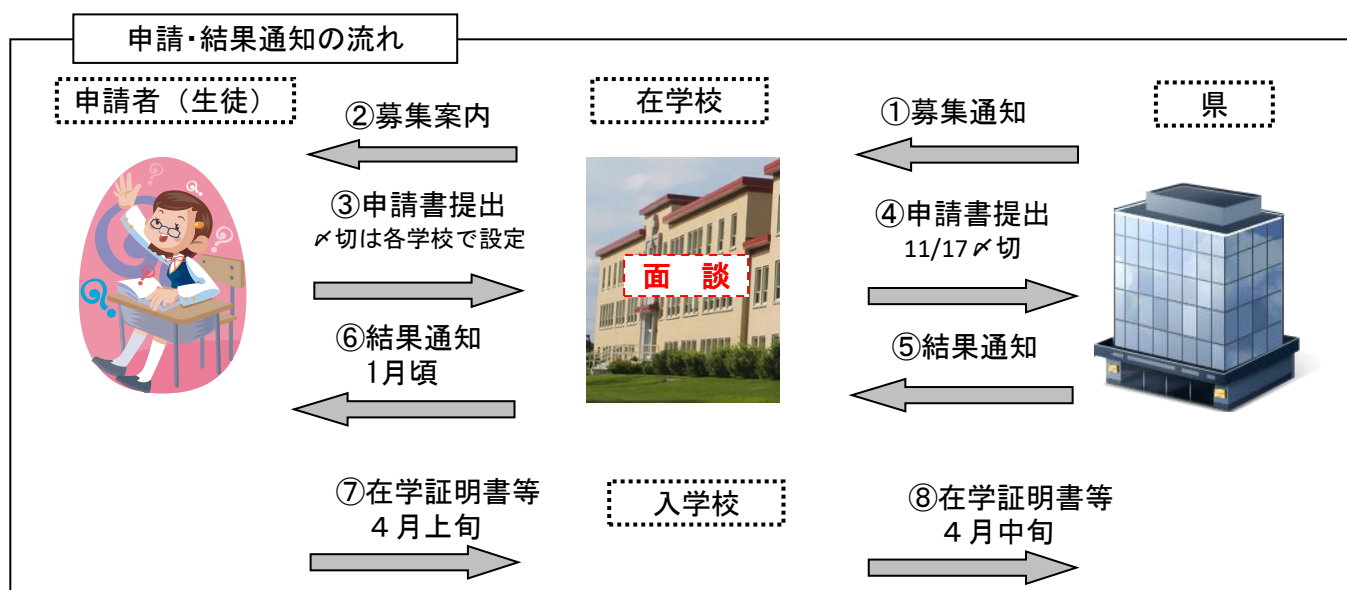 申請・結果通知の流れ
申請者（生徒）
在学校
県
②募集案内
①募集通知
③申請書提出
〆切は各学校で設定
④申請書提出
11/17〆切
面　談
⑥結果通知
1月頃
⑤結果通知
⑦在学証明書等
４月上旬
入学校
⑧在学証明書等
４月中旬